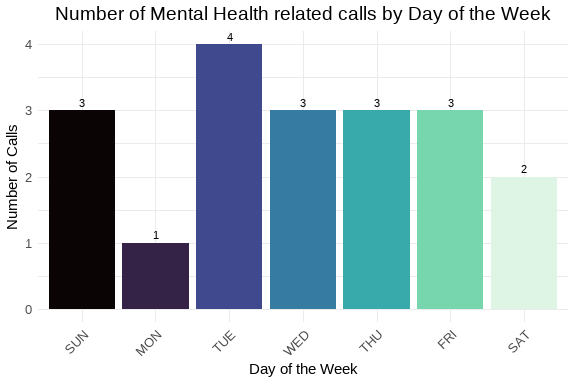 Number of Mental Health related calls by Day of the Week
Number of Calls
4
3
2
1
0
3
1
4
3
3
3
2
SUN
MON
TUE
WED
THU
FRI
SAT
Day of the Week